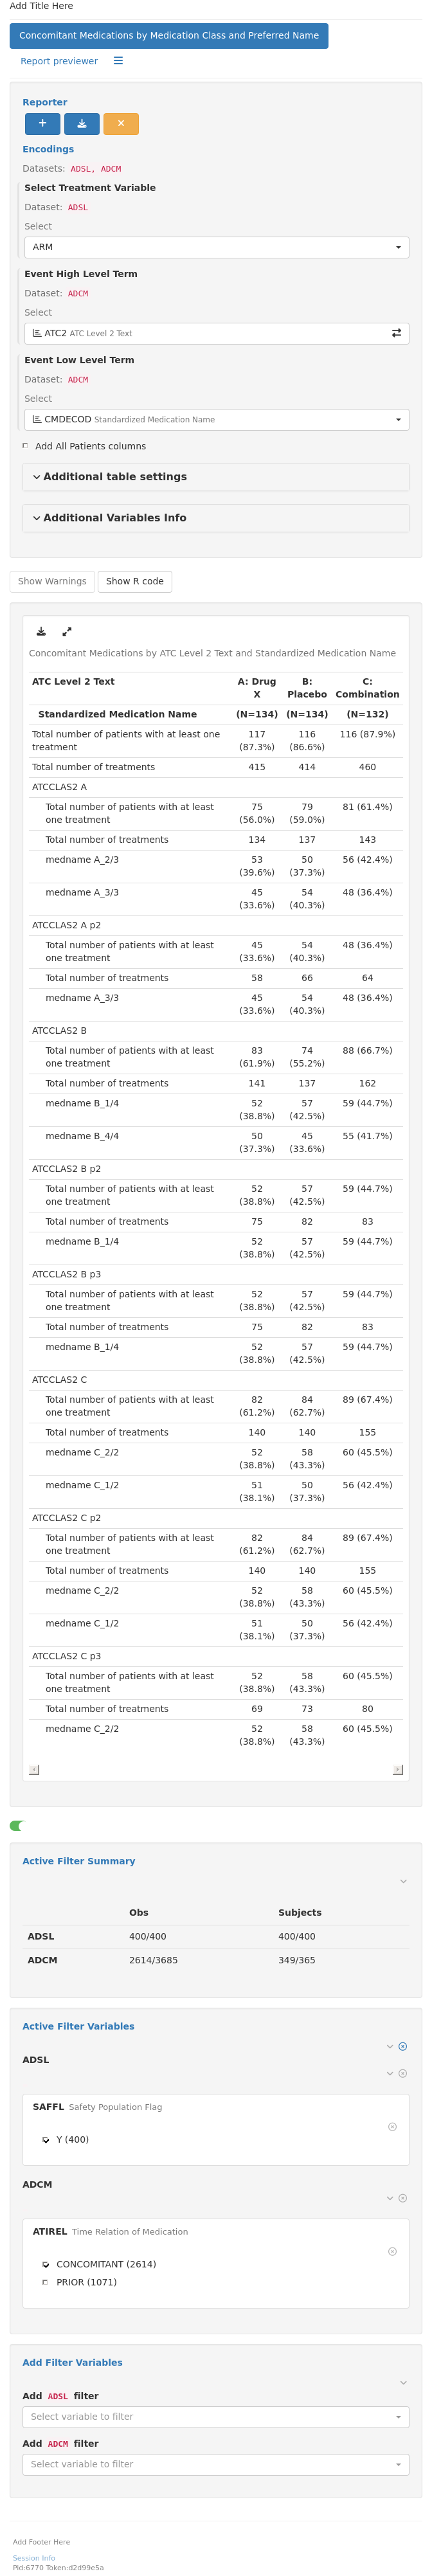 Add Title Here
Concomitant Medications by Medication Class and Preferred Name
Report previewer
Reporter
Encodings
Datasets: ADSL, ADCM
Select Treatment Variable
Dataset: ADSL
Select
ARM
Event High Level Term
Dataset: ADCM
Select
ATC2 ATC Level 2 Text
Event Low Level Term
Dataset: ADCM
Select
CMDECOD Standardized Medication Name
Add All Patients columns
Additional table settings
Additional Variables Info
Show Warnings Show R code
Concomitant Medications by ATC Level 2 Text and Standardized Medication Name
ATC Level 2 Text A: Drug B: C:
X Placebo Combination
Standardized Medication Name (N=134) (N=134) (N=132)
Total number of patients with at least one 117 116 116 (87.9%)
treatment (87.3%) (86.6%)
Total number of treatments 415 414 460
ATCCLAS2 A
Total number of patients with at least 75 79 81 (61.4%)
one treatment (56.0%) (59.0%)
Total number of treatments 134 137 143
medname A_2/3 53 50 56 (42.4%)
(39.6%) (37.3%)
medname A_3/3 45 54 48 (36.4%)
(33.6%) (40.3%)
ATCCLAS2 A p2
Total number of patients with at least 45 54 48 (36.4%)
one treatment (33.6%) (40.3%)
Total number of treatments 58 66 64
medname A_3/3 45 54 48 (36.4%)
(33.6%) (40.3%)
ATCCLAS2 B
Total number of patients with at least 83 74 88 (66.7%)
one treatment (61.9%) (55.2%)
Total number of treatments 141 137 162
medname B_1/4 52 57 59 (44.7%)
(38.8%) (42.5%)
medname B_4/4 50 45 55 (41.7%)
(37.3%) (33.6%)
ATCCLAS2 B p2
Total number of patients with at least 52 57 59 (44.7%)
one treatment (38.8%) (42.5%)
Total number of treatments 75 82 83
medname B_1/4 52 57 59 (44.7%)
(38.8%) (42.5%)
ATCCLAS2 B p3
Total number of patients with at least 52 57 59 (44.7%)
one treatment (38.8%) (42.5%)
Total number of treatments 75 82 83
medname B_1/4 52 57 59 (44.7%)
(38.8%) (42.5%)
ATCCLAS2 C
Total number of patients with at least 82 84 89 (67.4%)
one treatment (61.2%) (62.7%)
Total number of treatments 140 140 155
medname C_2/2 52 58 60 (45.5%)
(38.8%) (43.3%)
medname C_1/2 51 50 56 (42.4%)
(38.1%) (37.3%)
ATCCLAS2 C p2
Total number of patients with at least 82 84 89 (67.4%)
one treatment (61.2%) (62.7%)
Total number of treatments 140 140 155
medname C_2/2 52 58 60 (45.5%)
(38.8%) (43.3%)
medname C_1/2 51 50 56 (42.4%)
(38.1%) (37.3%)
ATCCLAS2 C p3
Total number of patients with at least 52 58 60 (45.5%)
one treatment (38.8%) (43.3%)
Total number of treatments 69 73 80
medname C_2/2 52 58 60 (45.5%)
(38.8%) (43.3%)
Active Filter Summary
Obs Subjects
ADSL 400/400 400/400
ADCM 2614/3685 349/365
Active Filter Variables
ADSL
SAFFL Safety Population Flag
Y (400)
ADCM
ATIREL Time Relation of Medication
CONCOMITANT (2614)
PRIOR (1071)
Add Filter Variables
Add ADSL filter
Select variable to filter
Add ADCM filter
Select variable to filter
Add Footer Here
Session Info
Pid:6770 Token:d2d99e5a